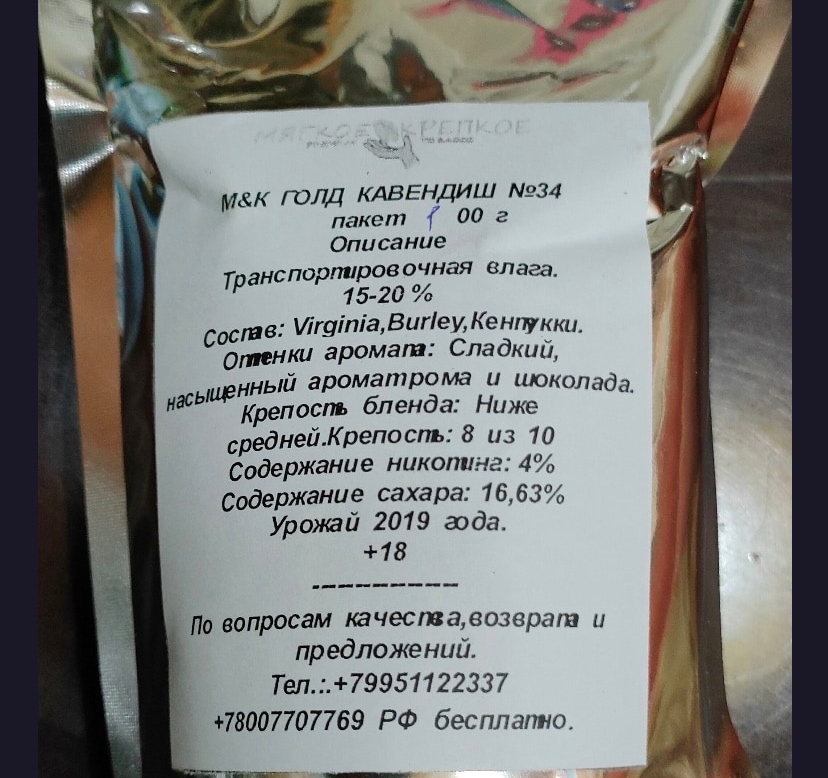 МЯГКОЕ КРЕПКОЕ
М&К ГОЛД КАВЕНДИШ №34
пакет 1 00 г
Описание
Транспортировочная влага.
15-20 %
Состав: Virginia,Burley,Кентукки.
Оттенки аромата: Сладкий,
насыщенный ароматрома и шоколада.
Крепость бленда: Ниже
средней.Крепость: 8 из 10
Содержание никотина: 4%
Содержание сахара: 16,63%
Урожай 2019 года.
+18
---------
По вопросам качества,возврата и
предложений.
Тел.:.+79951122337
+78007707769 РФ бесплатно.